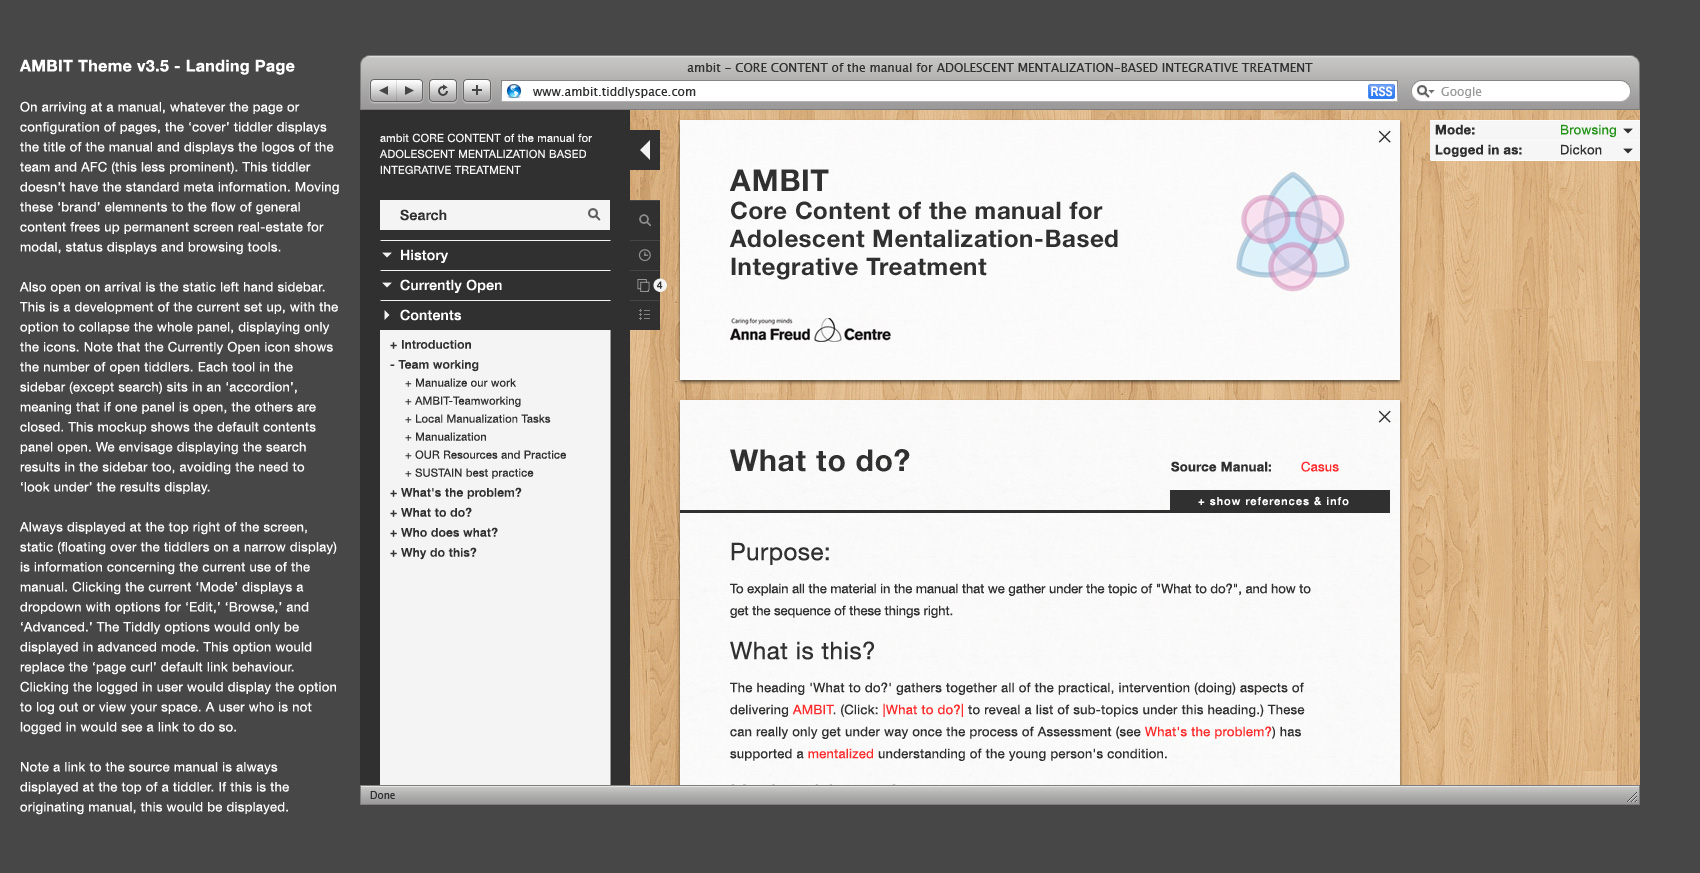 AMBIT Theme v3.5 - Landing Page
On arriving at a manual, whatever the page or
configuration of pages, the ‘cover’ tiddler displays
the title of the manual and displays the logos of the
team and AFC (this less prominent). This tiddler
doesn’t have the standard meta information. Moving
these ‘brand’ elemnents to the flow of general
content frees up permanent screen real-estate for
modal, status displays and browsing tools.
Also open on arrival is the static left hand sidebar.
This is a development of the current set up, with the
option to collapse the whole panel, displaying only
the icons. Note that the Currently Open icon shows
the number of open tiddlers. Each tool in the
sidebar (except search) sits in an ‘accordion’,
meaning that if one panel is open, the others are
closed. This mockup shows the default contents
panel open. We envisage displaying the search
results in the sidebar too, avoiding the need to
‘look under’ the results display.
Always displayed at the top right of the screen,
static (floating over the tiddlers on a narrow display)
is information concerning the current use of the
manual. Clicking the current ‘Mode’ displays a
dropdown with options for ‘Edit,’ ‘Browse,’ and
‘Advanced.’ The Tiddly options would only be
displayed in advanced mode. This option would
replace the ‘page curl’ default link behaviour.
Clicking the logged in user would display the option
to log out or view your space. A user who is not
logged in would see a link to do so.
Note a link to the source manual is always
displayed at the top of a tiddler. If this is the
originating manual, this would be displayed.
ambit – CORE CONTENT of the manual for ADOLESCENT MENTALIZATION-BASED INTEGRATIVE TREATMENT
www.ambit.tiddlyspace.com
RSS
Google
ambit CORE CONTENT of the manual for
ADOLESCENT MENTALIZATION BASED
INTEGRATIVE TREATMENT
Search
History
Currently Open
4
Contents
+ Introduction
- Team working
+ Manualize our work
+ AMBIT-Teamworking
+ Local Manualization Tasks
+ Manualization
+ OUR Resources and Practice
+ SUSTAIN best practice
+ What's the problem?
+ What to do?
+ Who does what?
+ Why do this?
AMBIT
Core Content of the manual for
Adolescent Mentalization-Based
Integrative Treatment
Caring for young minds
Anna Freud Centre
Mode: Browsing
Logged in as: Dickon
What to do?
Source Manual: Casus
+ show references & info
Purpose:
To explain all the material in the manual that we gather under the topic of "What to do?", and how to
get the sequence of these things right.
What is this?
The heading 'What to do?' gathers together all of the practical, intervention (doing) aspects of
delivering AMBIT. (Click: |What to do?| to reveal a list of sub-topics under this heading.) These
can really only get under way once the process of Assessment (see What's the problem?) has
supported a mentalized understanding of the young person's condition.
Done